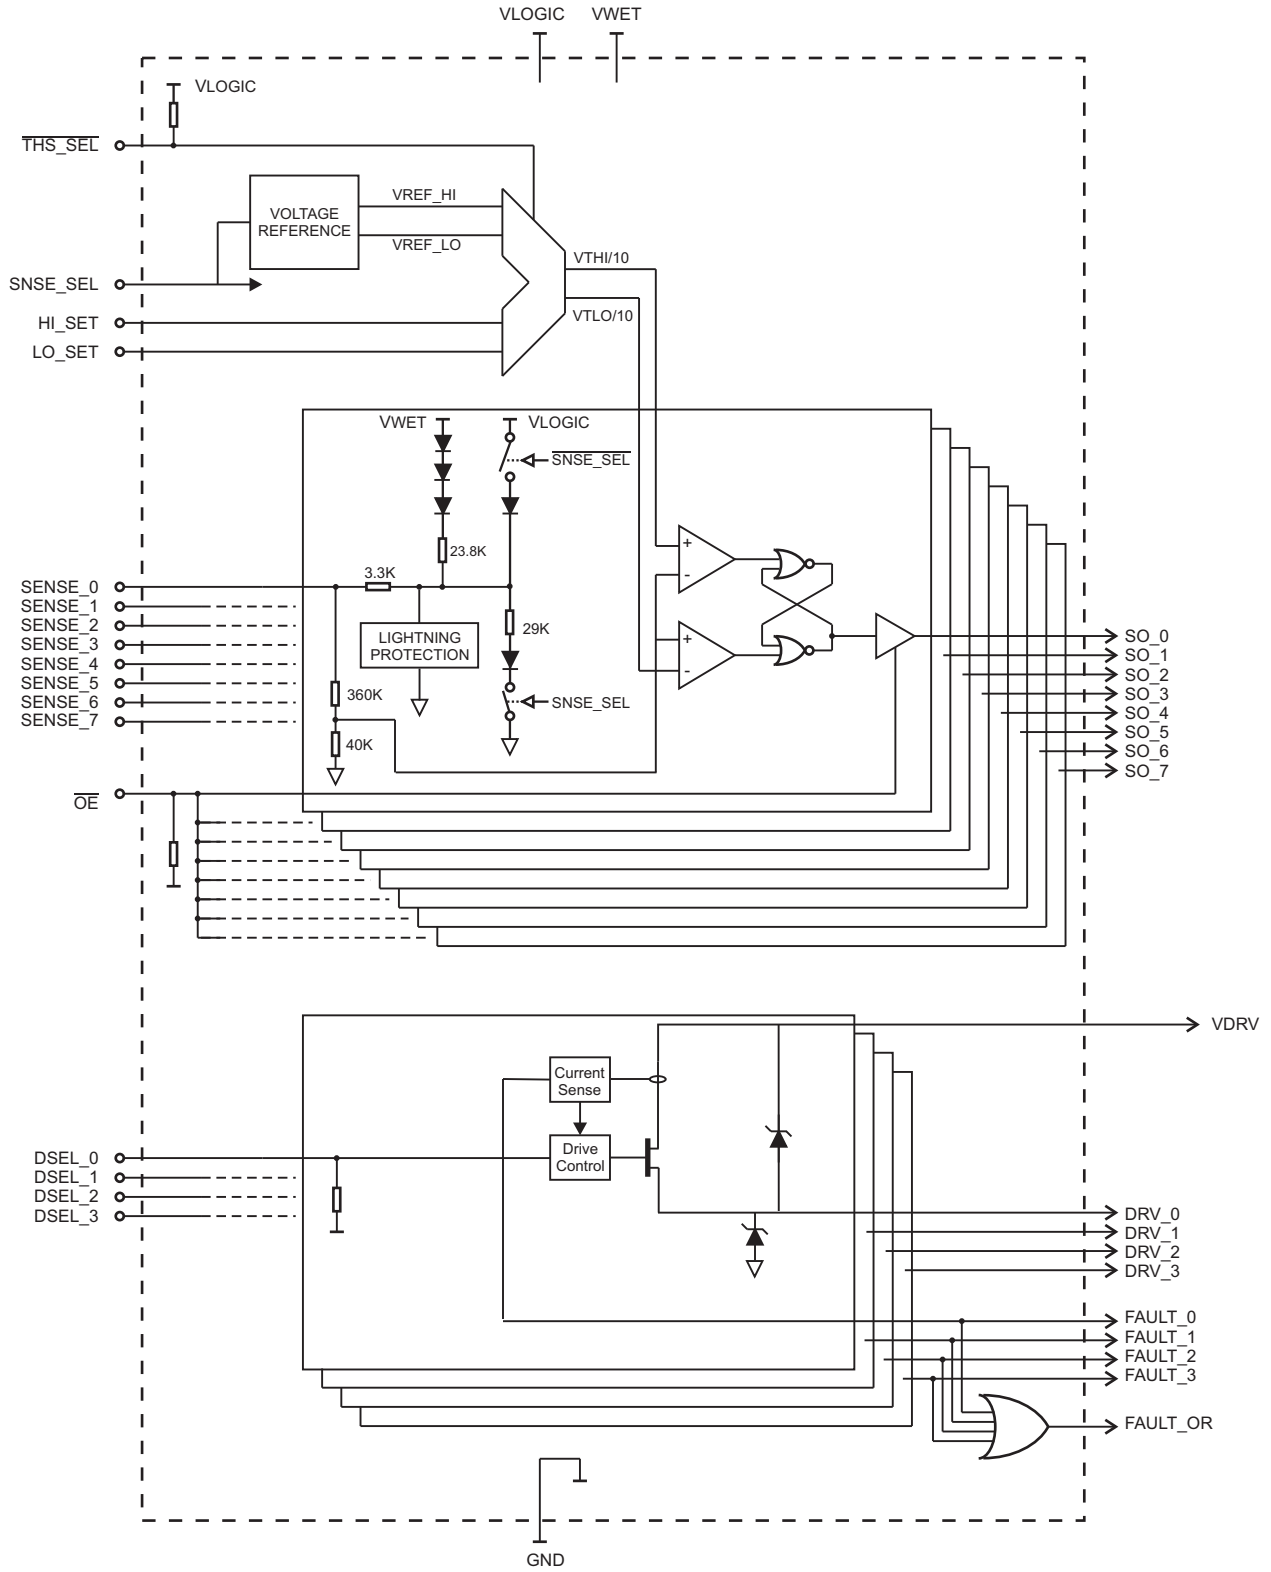 VLOGIC VWET
VLOGIC
THS_SEL
VREF_HI
VOLTAGE
REFERENCE
VREF_LO
VTHI/10
SNSE_SEL
VTLO/10
HI_SET
LO_SET
VWET VLOGIC
SNSE_SEL
23.8K
3.3K
SENSE_0
SENSE_1
SENSE_2
SENSE_3
SENSE_4
SENSE_5
SENSE_6
SENSE_7
LIGHTNING
PROTECTION
29K
+
-
+
-
360K
SNSE_SEL
40K
SO_0
SO_1
SO_2
SO_3
SO_4
SO_5
SO_6
SO_7
OE
VDRV
Current
Sense
Drive
Control
DSEL_0
DSEL_1
DSEL_2
DSEL_3
DRV_0
DRV_1
DRV_2
DRV_3
FAULT_0
FAULT_1
FAULT_2
FAULT_3
FAULT_OR
GND